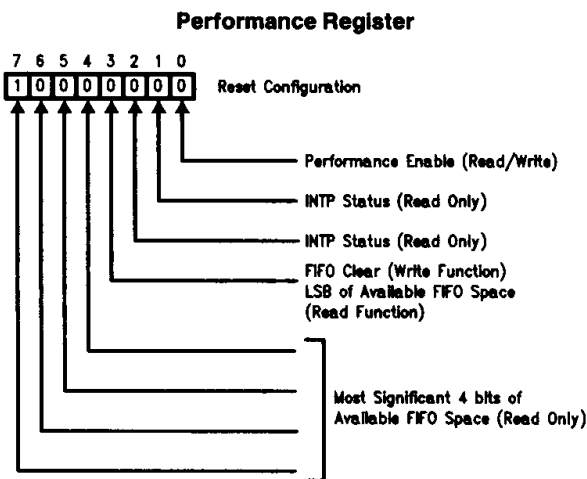 Performance Register
7 6 5 4 3 2 1 0
1 0 0 0 0 0 0 0 Reset Configuration
Performance Enable (Read/Write)
INTP Status (Read Only)
INTP Status (Read Only)
FIFO Clear (Write Function)
LSB of Available FIFO Space
(Read Function)
Most Significant 4 bits of
Available FIFO Space (Read Only)